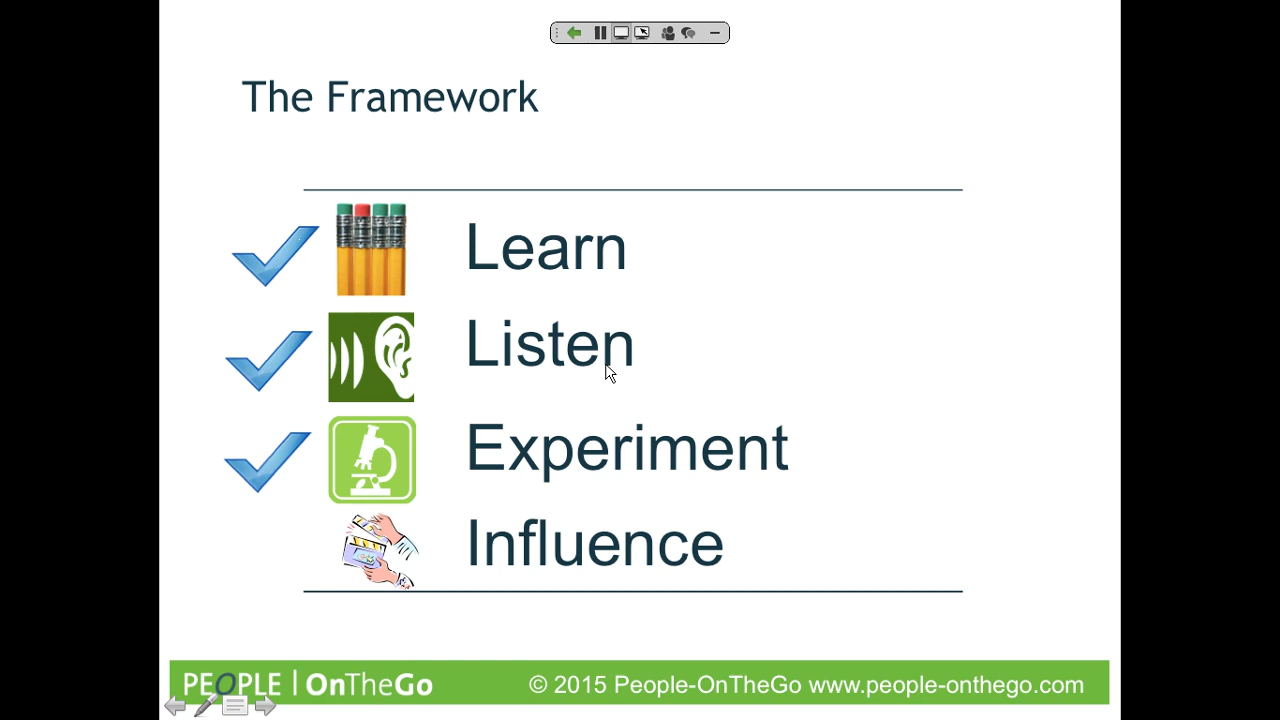 The Framework
Learn
Listen
Experiment
Influence
PEOPLE | OnTheGo © 2015 People-OnTheGo www.people-onthego.com